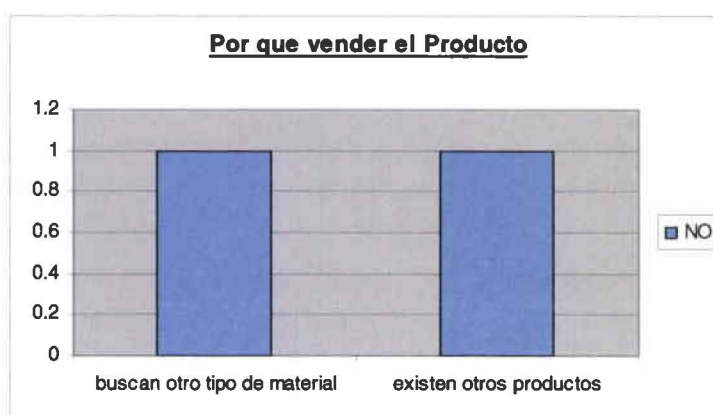 Por que vender el Producto
1.2
1
0.8
0.6
0.4
0.2
0
NO
buscan otro tipo de material existen otros productos